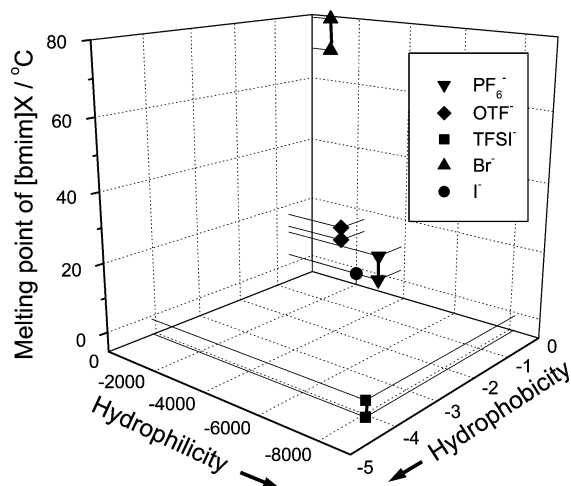 80
60
40
20
0
Melting point of [bmim]X / °C
PF6-
OTF-
TFSI-
Br-
I-
0
-2000
-4000
-6000
-8000
Hydrophilicity
-5
-4
-3
-2
-1
0
Hydrophobicity